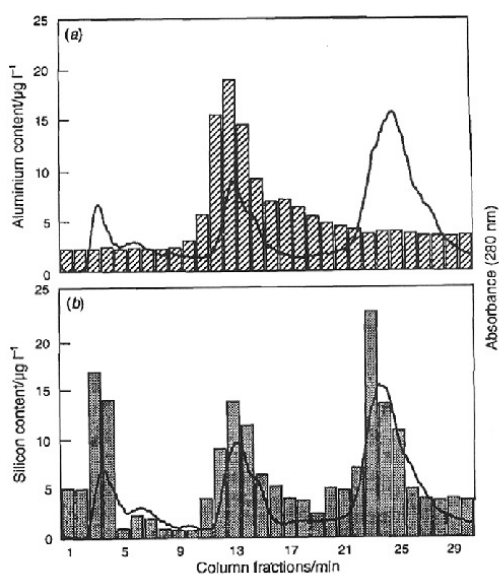 (a)
25
20
15
10
5
0
Aluminium content/µg l⁻¹
(b)
25
20
15
10
5
0
Silicon content/µg l⁻¹
1 5 9 13 17 21 25 29
Column fractions/min
Absorbance (280 nm)